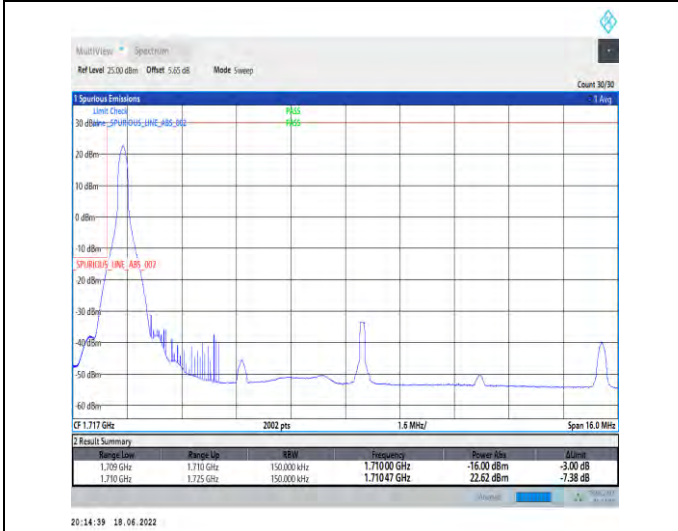 MultiView Spectrum
Ref Level 25.00 dBm Offset 5.65 dB Mode Sweep
Count 30/30
1 Spurious Emissions 1 Avg
Limit Check PASS
30 dBm Line _SPURIOUS_LINE_ABS_002 PASS
20 dBm
10 dBm
0 dBm
-10 dBm
_SPURIOUS_LINE_ABS_002
-20 dBm
-30 dBm
-40 dBm
-50 dBm
-60 dBm
CF 1.717 GHz 2002 pts 1.6 MHz/ Span 16.0 MHz
2 Result Summary
Range Low Range Up RBW Frequency Power Abs ΔLimit
1.709 GHz 1.710 GHz 150.000 kHz 1.71000 GHz -16.00 dBm -3.00 dB
1.710 GHz 1.725 GHz 150.000 kHz 1.71047 GHz 22.62 dBm -7.38 dB
20:14:39 18.06.2022